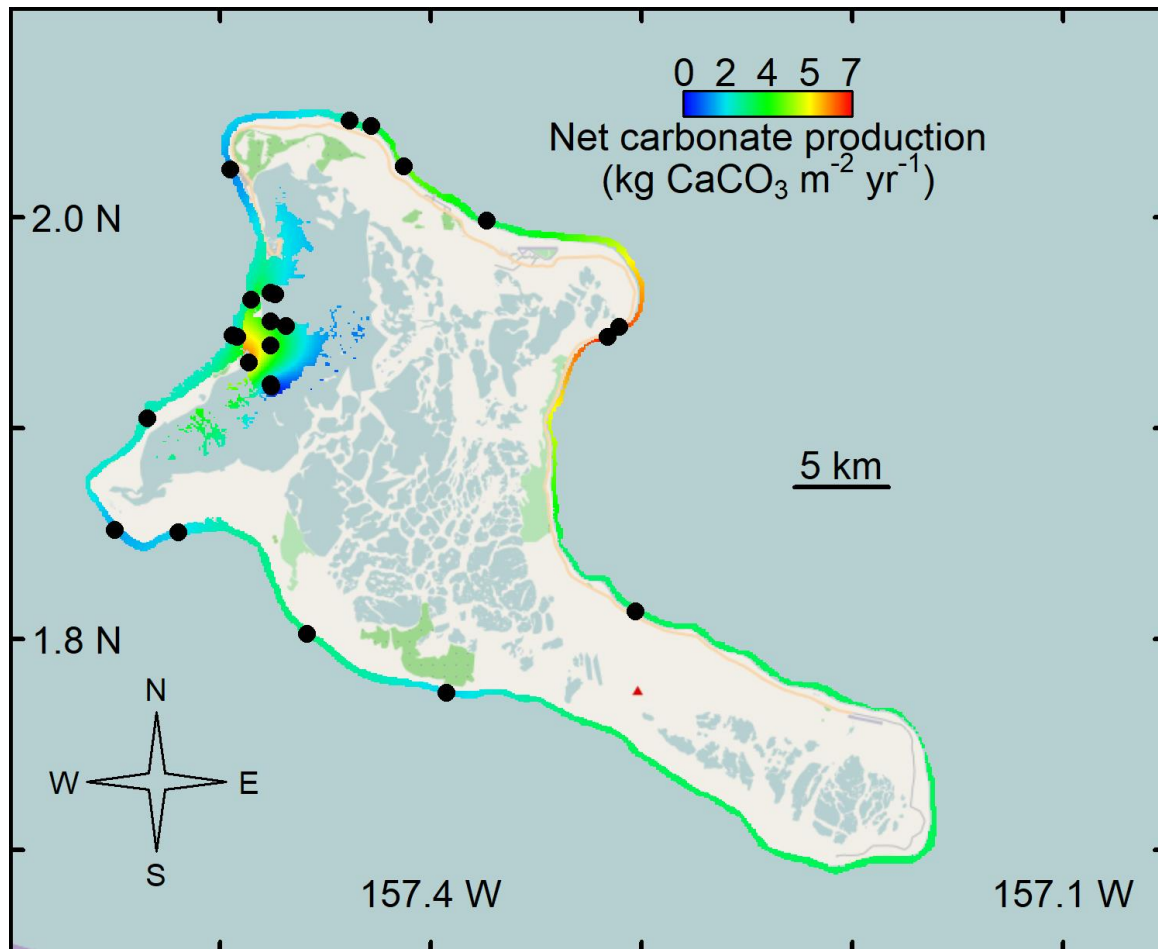 0 2 4 5 7
Net carbonate production
(kg CaCO₃ m⁻² yr⁻¹)
2.0 N
5 km
1.8 N
N
W E
S
157.4 W
157.1 W